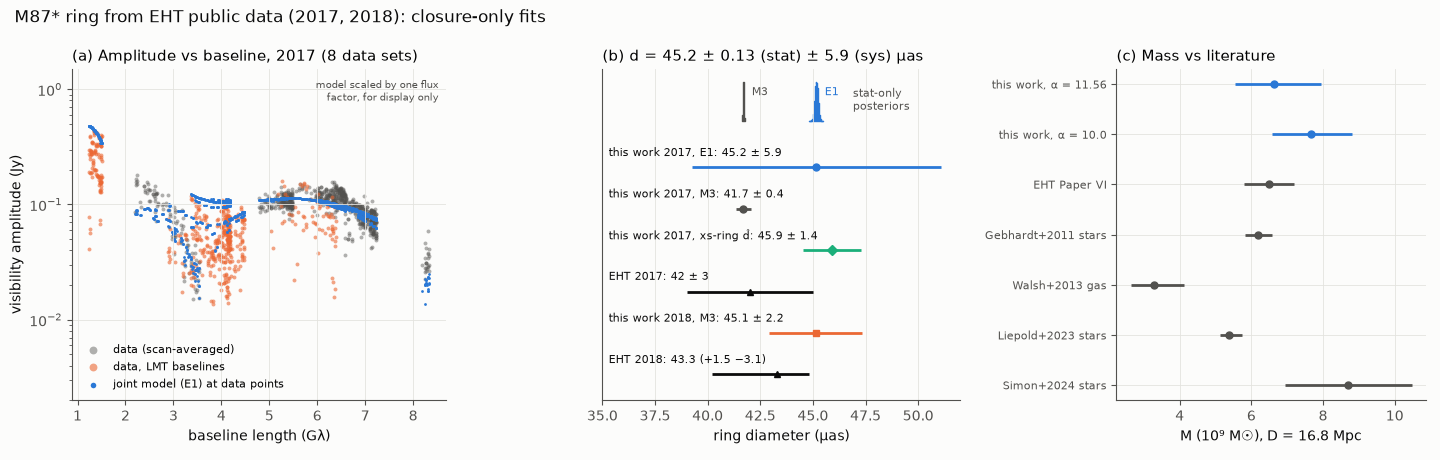 M87* ring from EHT public data (2017, 2018): closure-only fits
(a) Amplitude vs baseline, 2017 (8 data sets)
model scaled by one flux
factor, for display only
10⁰
10⁻¹
10⁻²
visibility amplitude (Jy)
data (scan-averaged)
data, LMT baselines
joint model (E1) at data points
1 2 3 4 5 6 7 8
baseline length (Gλ)
(b) d = 45.2 ± 0.13 (stat) ± 5.9 (sys) µas
M3
E1
stat-only
posteriors
this work 2017, E1: 45.2 ± 5.9
this work 2017, M3: 41.7 ± 0.4
this work 2017, xs-ring d̂: 45.9 ± 1.4
EHT 2017: 42 ± 3
this work 2018, M3: 45.1 ± 2.2
EHT 2018: 43.3 (+1.5 −3.1)
35.0 37.5 40.0 42.5 45.0 47.5 50.0
ring diameter (µas)
(c) Mass vs literature
this work, α = 11.56
this work, α = 10.0
EHT Paper VI
Gebhardt+2011 stars
Walsh+2013 gas
Liepold+2023 stars
Simon+2024 stars
4 6 8 10
M (10⁹ M☉), D = 16.8 Mpc